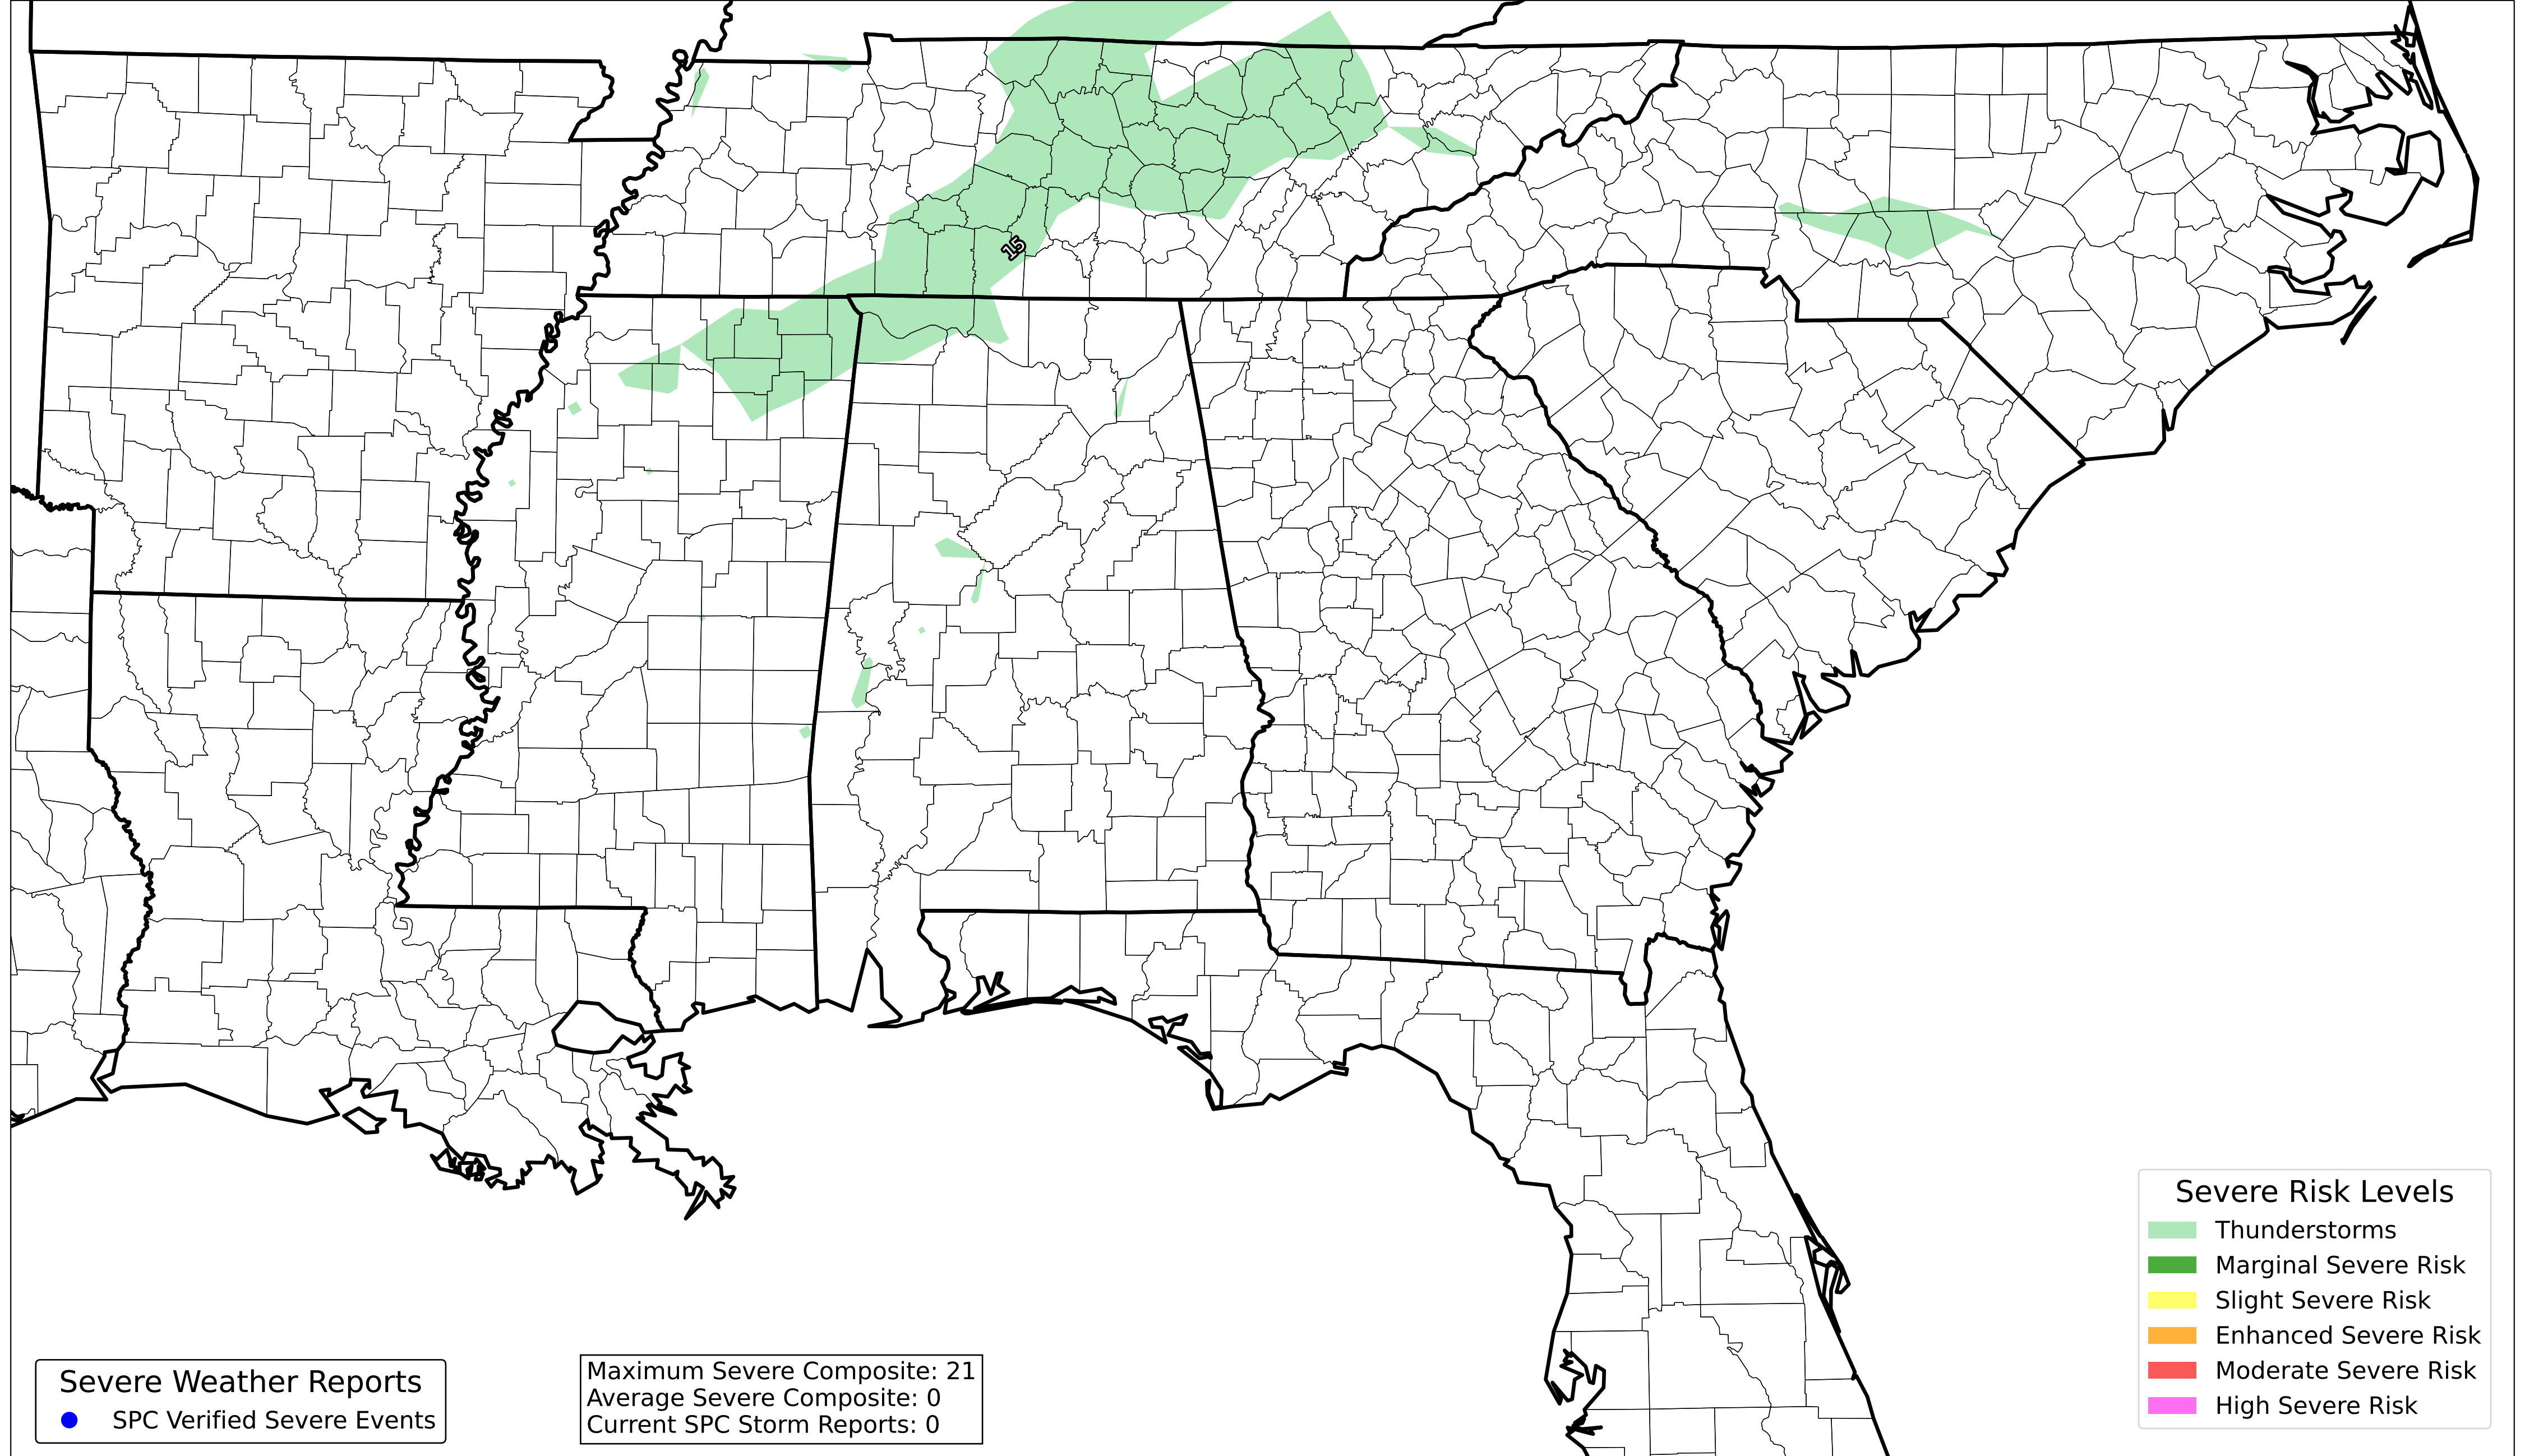 15
Severe Risk Levels
Thunderstorms
Marginal Severe Risk
Slight Severe Risk
Enhanced Severe Risk
Moderate Severe Risk
High Severe Risk
Severe Weather Reports
SPC Verified Severe Events
Maximum Severe Composite: 21
Average Severe Composite: 0
Current SPC Storm Reports: 0